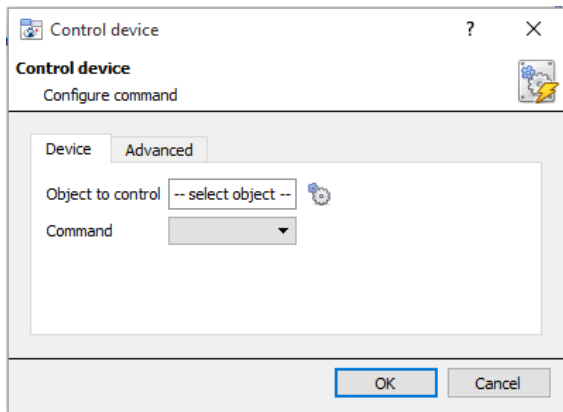 Control device
?
Control device
Configure command
Device Advanced
Object to control -- select object --
Command
OK Cancel